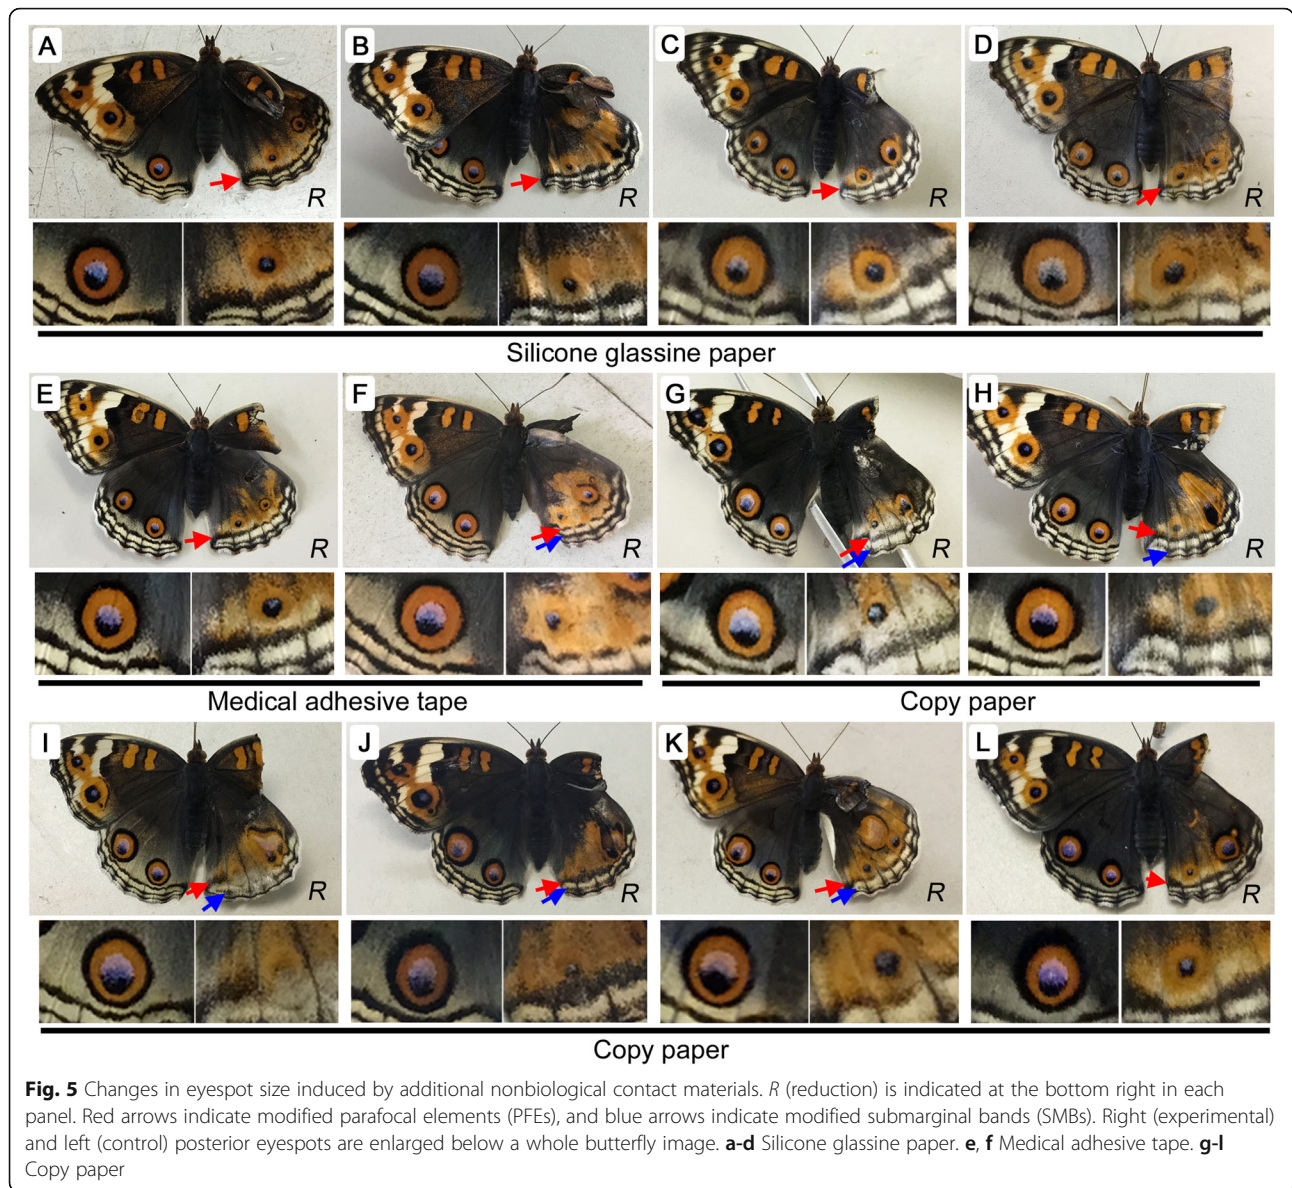 A B C D
R R R R
Silicone glassine paper
E F G H
R R R R
Medical adhesive tape Copy paper
I J K L
R R R R
Copy paper
Fig. 5 Changes in eyespot size induced by additional nonbiological contact materials. R (reduction) is indicated at the bottom right in each
panel. Red arrows indicate modified parafocal elements (PFEs), and blue arrows indicate modified submarginal bands (SMBs). Right (experimental)
and left (control) posterior eyespots are enlarged below a whole butterfly image. a-d Silicone glassine paper. e, f Medical adhesive tape. g-l
Copy paper